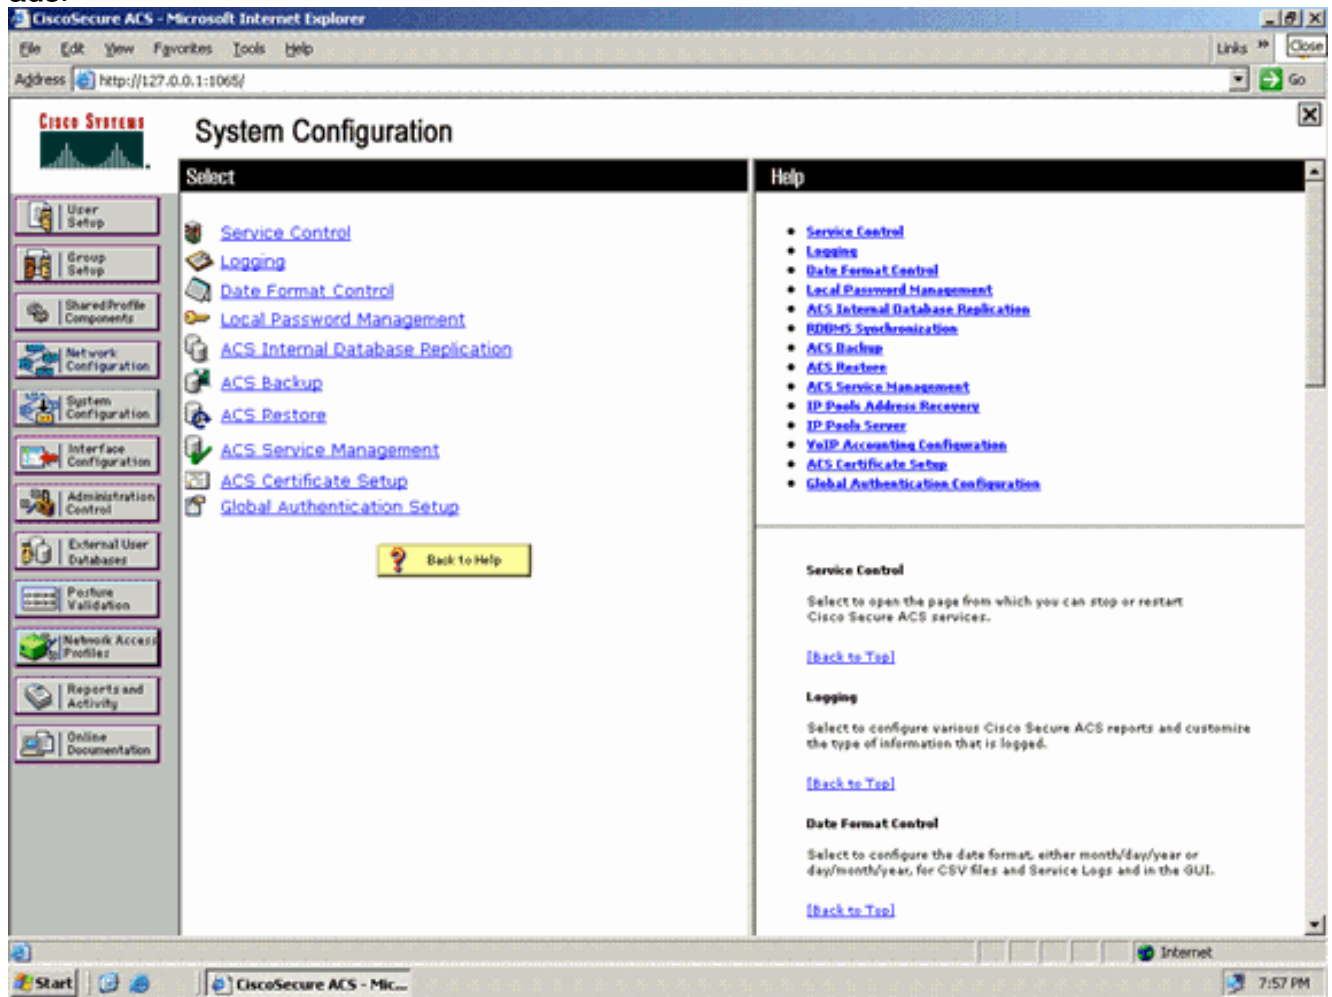 CiscoSecure ACS - Microsoft Internet Explorer
File Edit View Favorites Tools Help
Links »
Close
Address http://127.0.0.1:1065/
Go
CISCO SYSTEMS
System Configuration
Select
User Setup
Group Setup
SharedProfile Components
Network Configuration
System Configuration
Interface Configuration
Administration Control
External User Databases
Posture Validation
Network Access Profiles
Reports and Activity
Online Documentation
Service Control
Logging
Date Format Control
Local Password Management
ACS Internal Database Replication
ACS Backup
ACS Restore
ACS Service Management
ACS Certificate Setup
Global Authentication Setup
Back to Help
Help
Service Control
Logging
Date Format Control
Local Password Management
ACS Internal Database Replication
RDBMS Synchronization
ACS Backup
ACS Restore
ACS Service Management
IP Pools Address Recovery
IP Pools Server
VoIP Accounting Configuration
ACS Certificate Setup
Global Authentication Configuration
Service Control
Select to open the page from which you can stop or restart
Cisco Secure ACS services.
[Back to Top]
Logging
Select to configure various Cisco Secure ACS reports and customize
the type of information that is logged.
[Back to Top]
Date Format Control
Select to configure the date format, either month/day/year or
day/month/year, for CSV files and Service Logs and in the GUI.
[Back to Top]
Internet
Start
CiscoSecure ACS - Mic...
7:57 PM